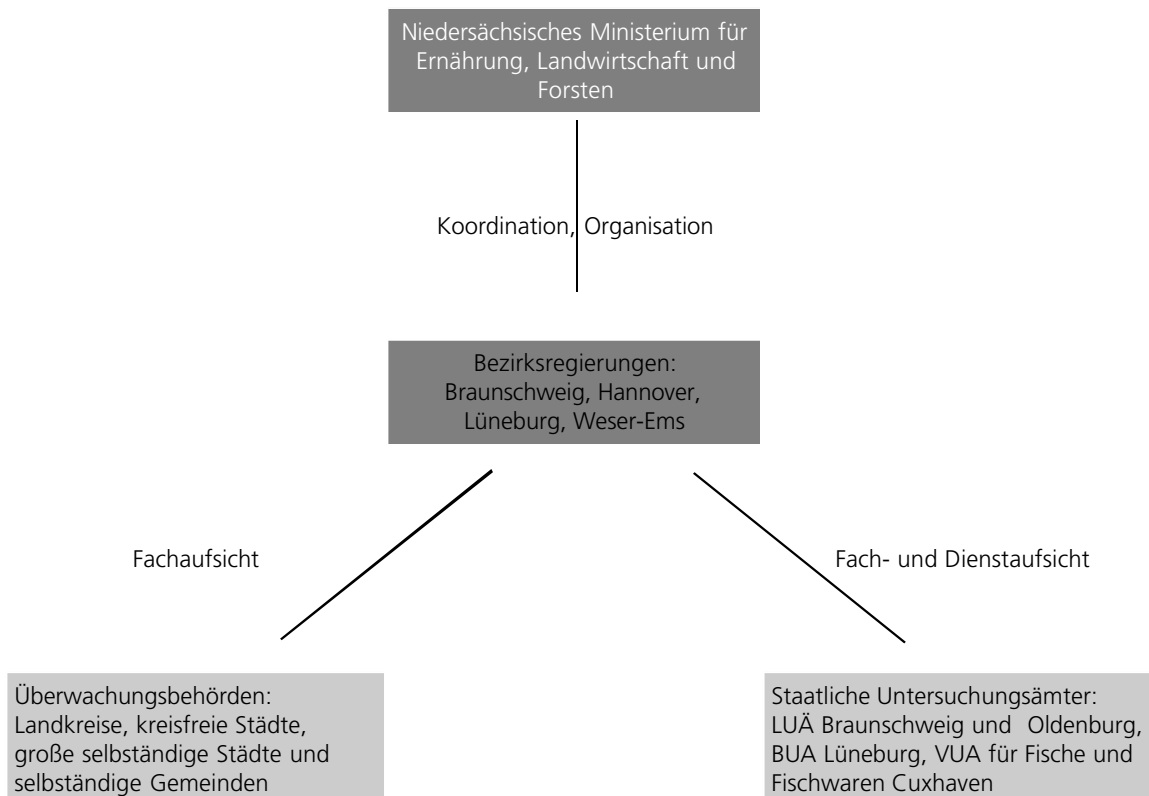 Niedersächsisches Ministerium für
Ernährung, Landwirtschaft und
Forsten
Koordination, Organisation
Bezirksregierungen:
Braunschweig, Hannover,
Lüneburg, Weser-Ems
Fachaufsicht
Fach- und Dienstaufsicht
Überwachungsbehörden:
Landkreise, kreisfreie Städte,
große selbständige Städte und
selbständige Gemeinden
Staatliche Untersuchungsämter:
LUÄ Braunschweig und Oldenburg,
BUA Lüneburg, VUA für Fische und
Fischwaren Cuxhaven